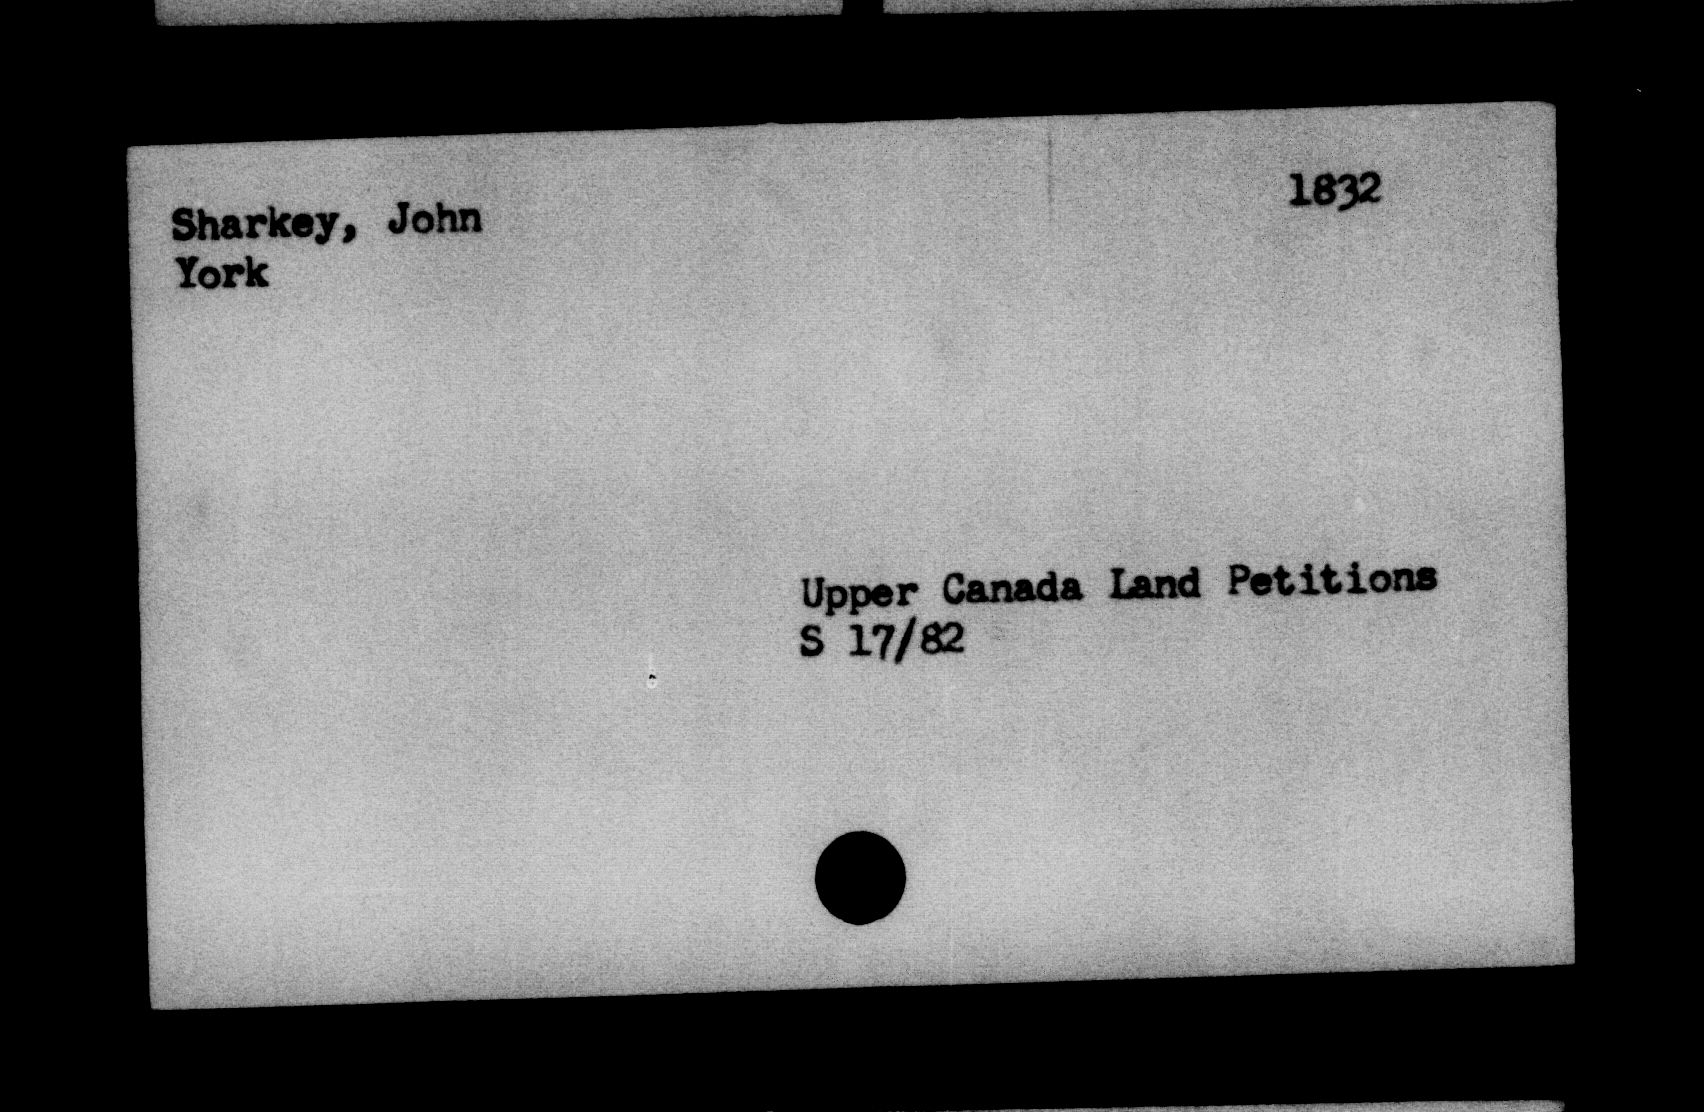 Sharkey, John
1832
York
Upper Canada Land Petitions
S 17/82